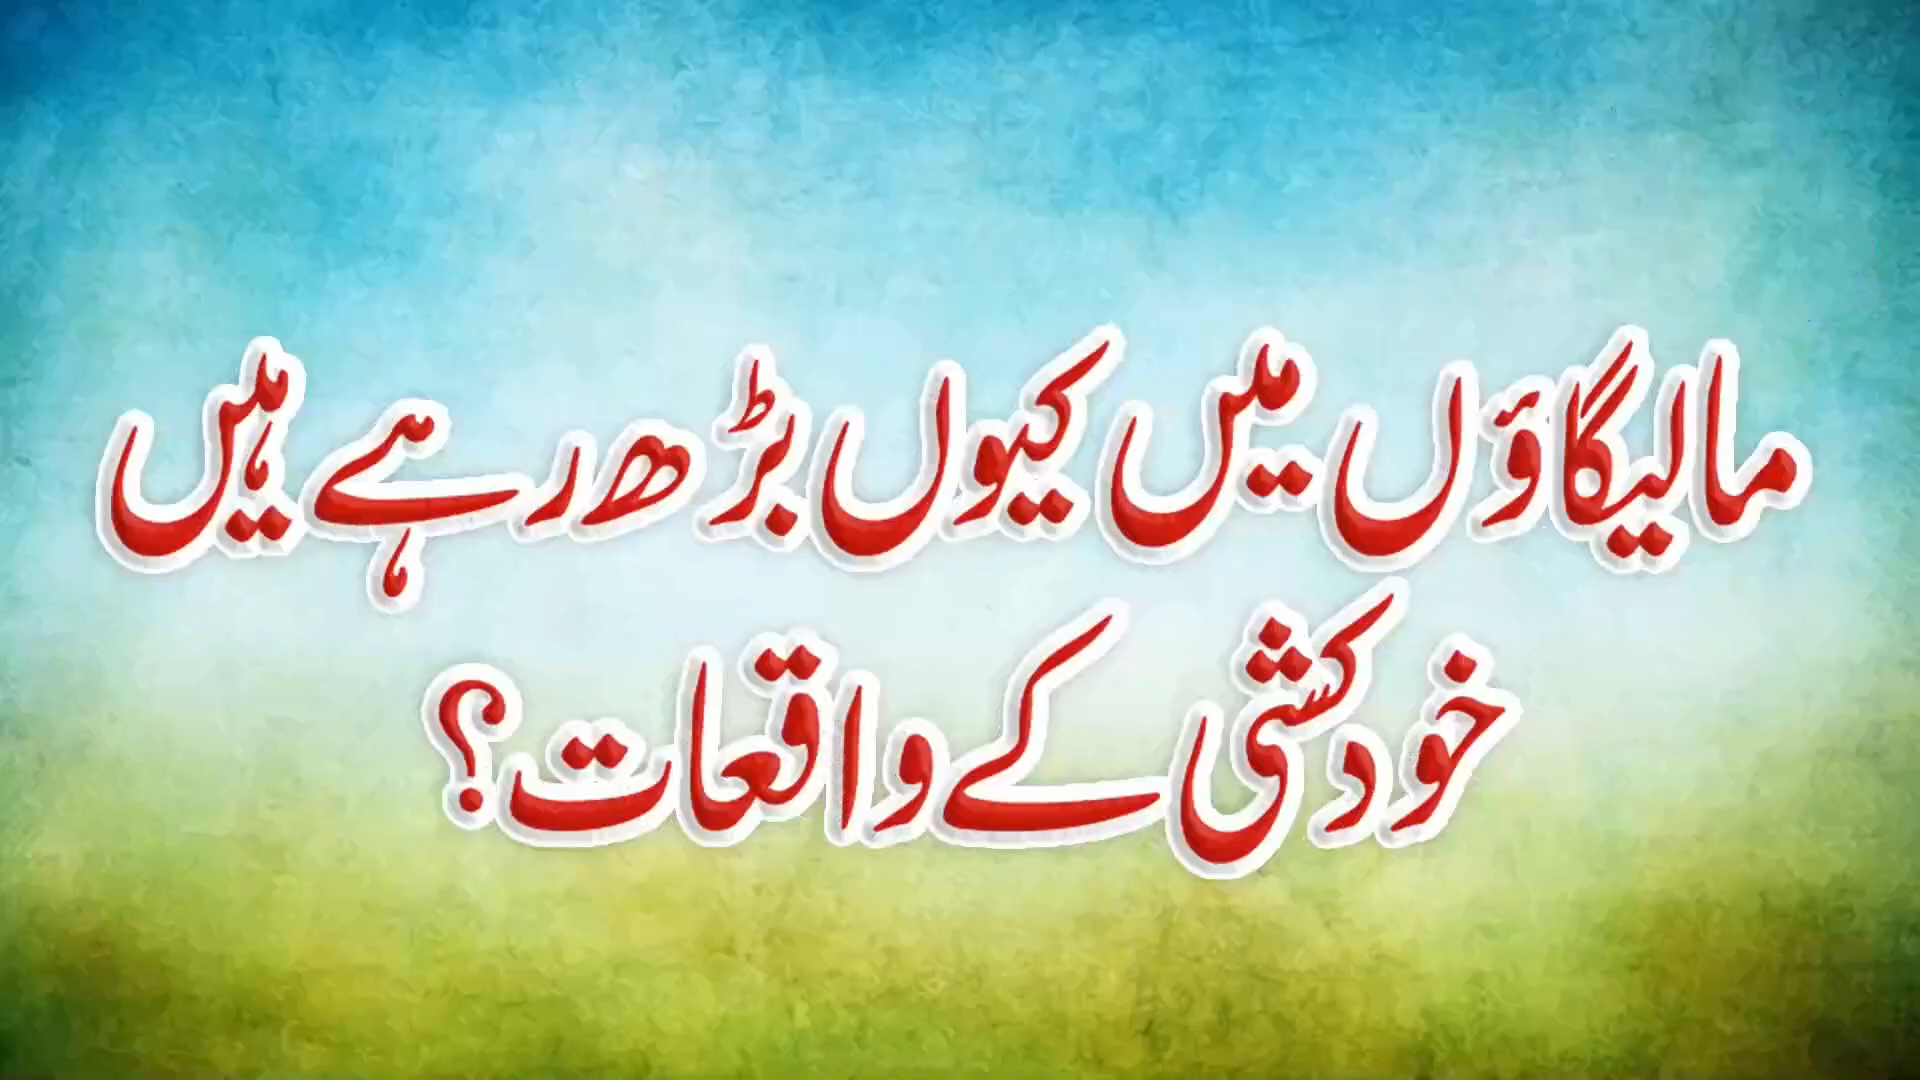 مالیگاؤں میں کیوں بڑھ رہے ہیں
خودکشی کے واقعات؟